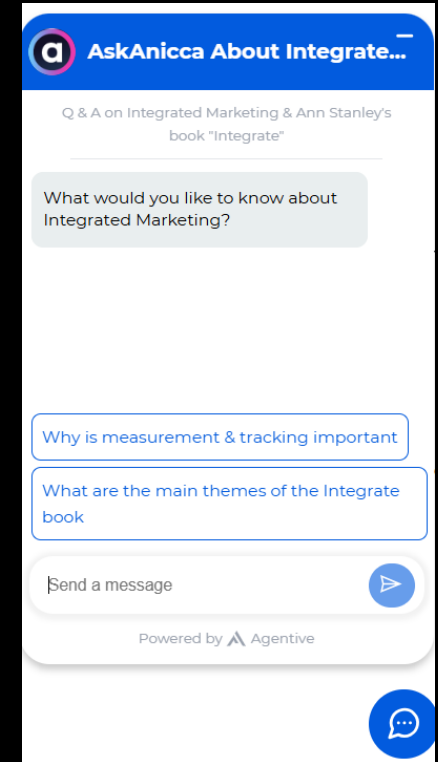 a
AskAnicca About Integrate...
Q & A on Integrated Marketing & Ann Stanley's
book "Integrate"
What would you like to know about
Integrated Marketing?
Why is measurement & tracking important
What are the main themes of the Integrate
book
Send a message
Powered by Agentive